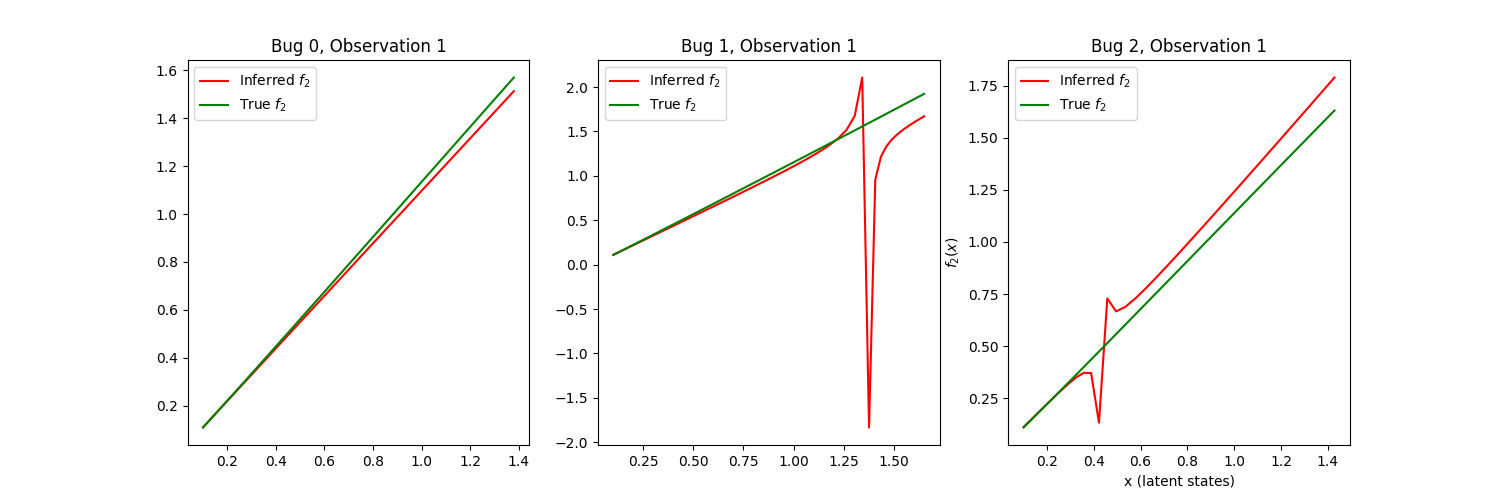 Bug 0, Observation 1
Inferred f₂
True f₂
1.6
1.4
1.2
1.0
0.8
0.6
0.4
0.2
0.2 0.4 0.6 0.8 1.0 1.2 1.4
Bug 1, Observation 1
Inferred f₂
True f₂
2.0
1.5
1.0
0.5
0.0
−0.5
−1.0
−1.5
−2.0
0.25 0.50 0.75 1.00 1.25 1.50
Bug 2, Observation 1
Inferred f₂
True f₂
f₂(x)
1.75
1.50
1.25
1.00
0.75
0.50
0.25
0.2 0.4 0.6 0.8 1.0 1.2 1.4
x (latent states)